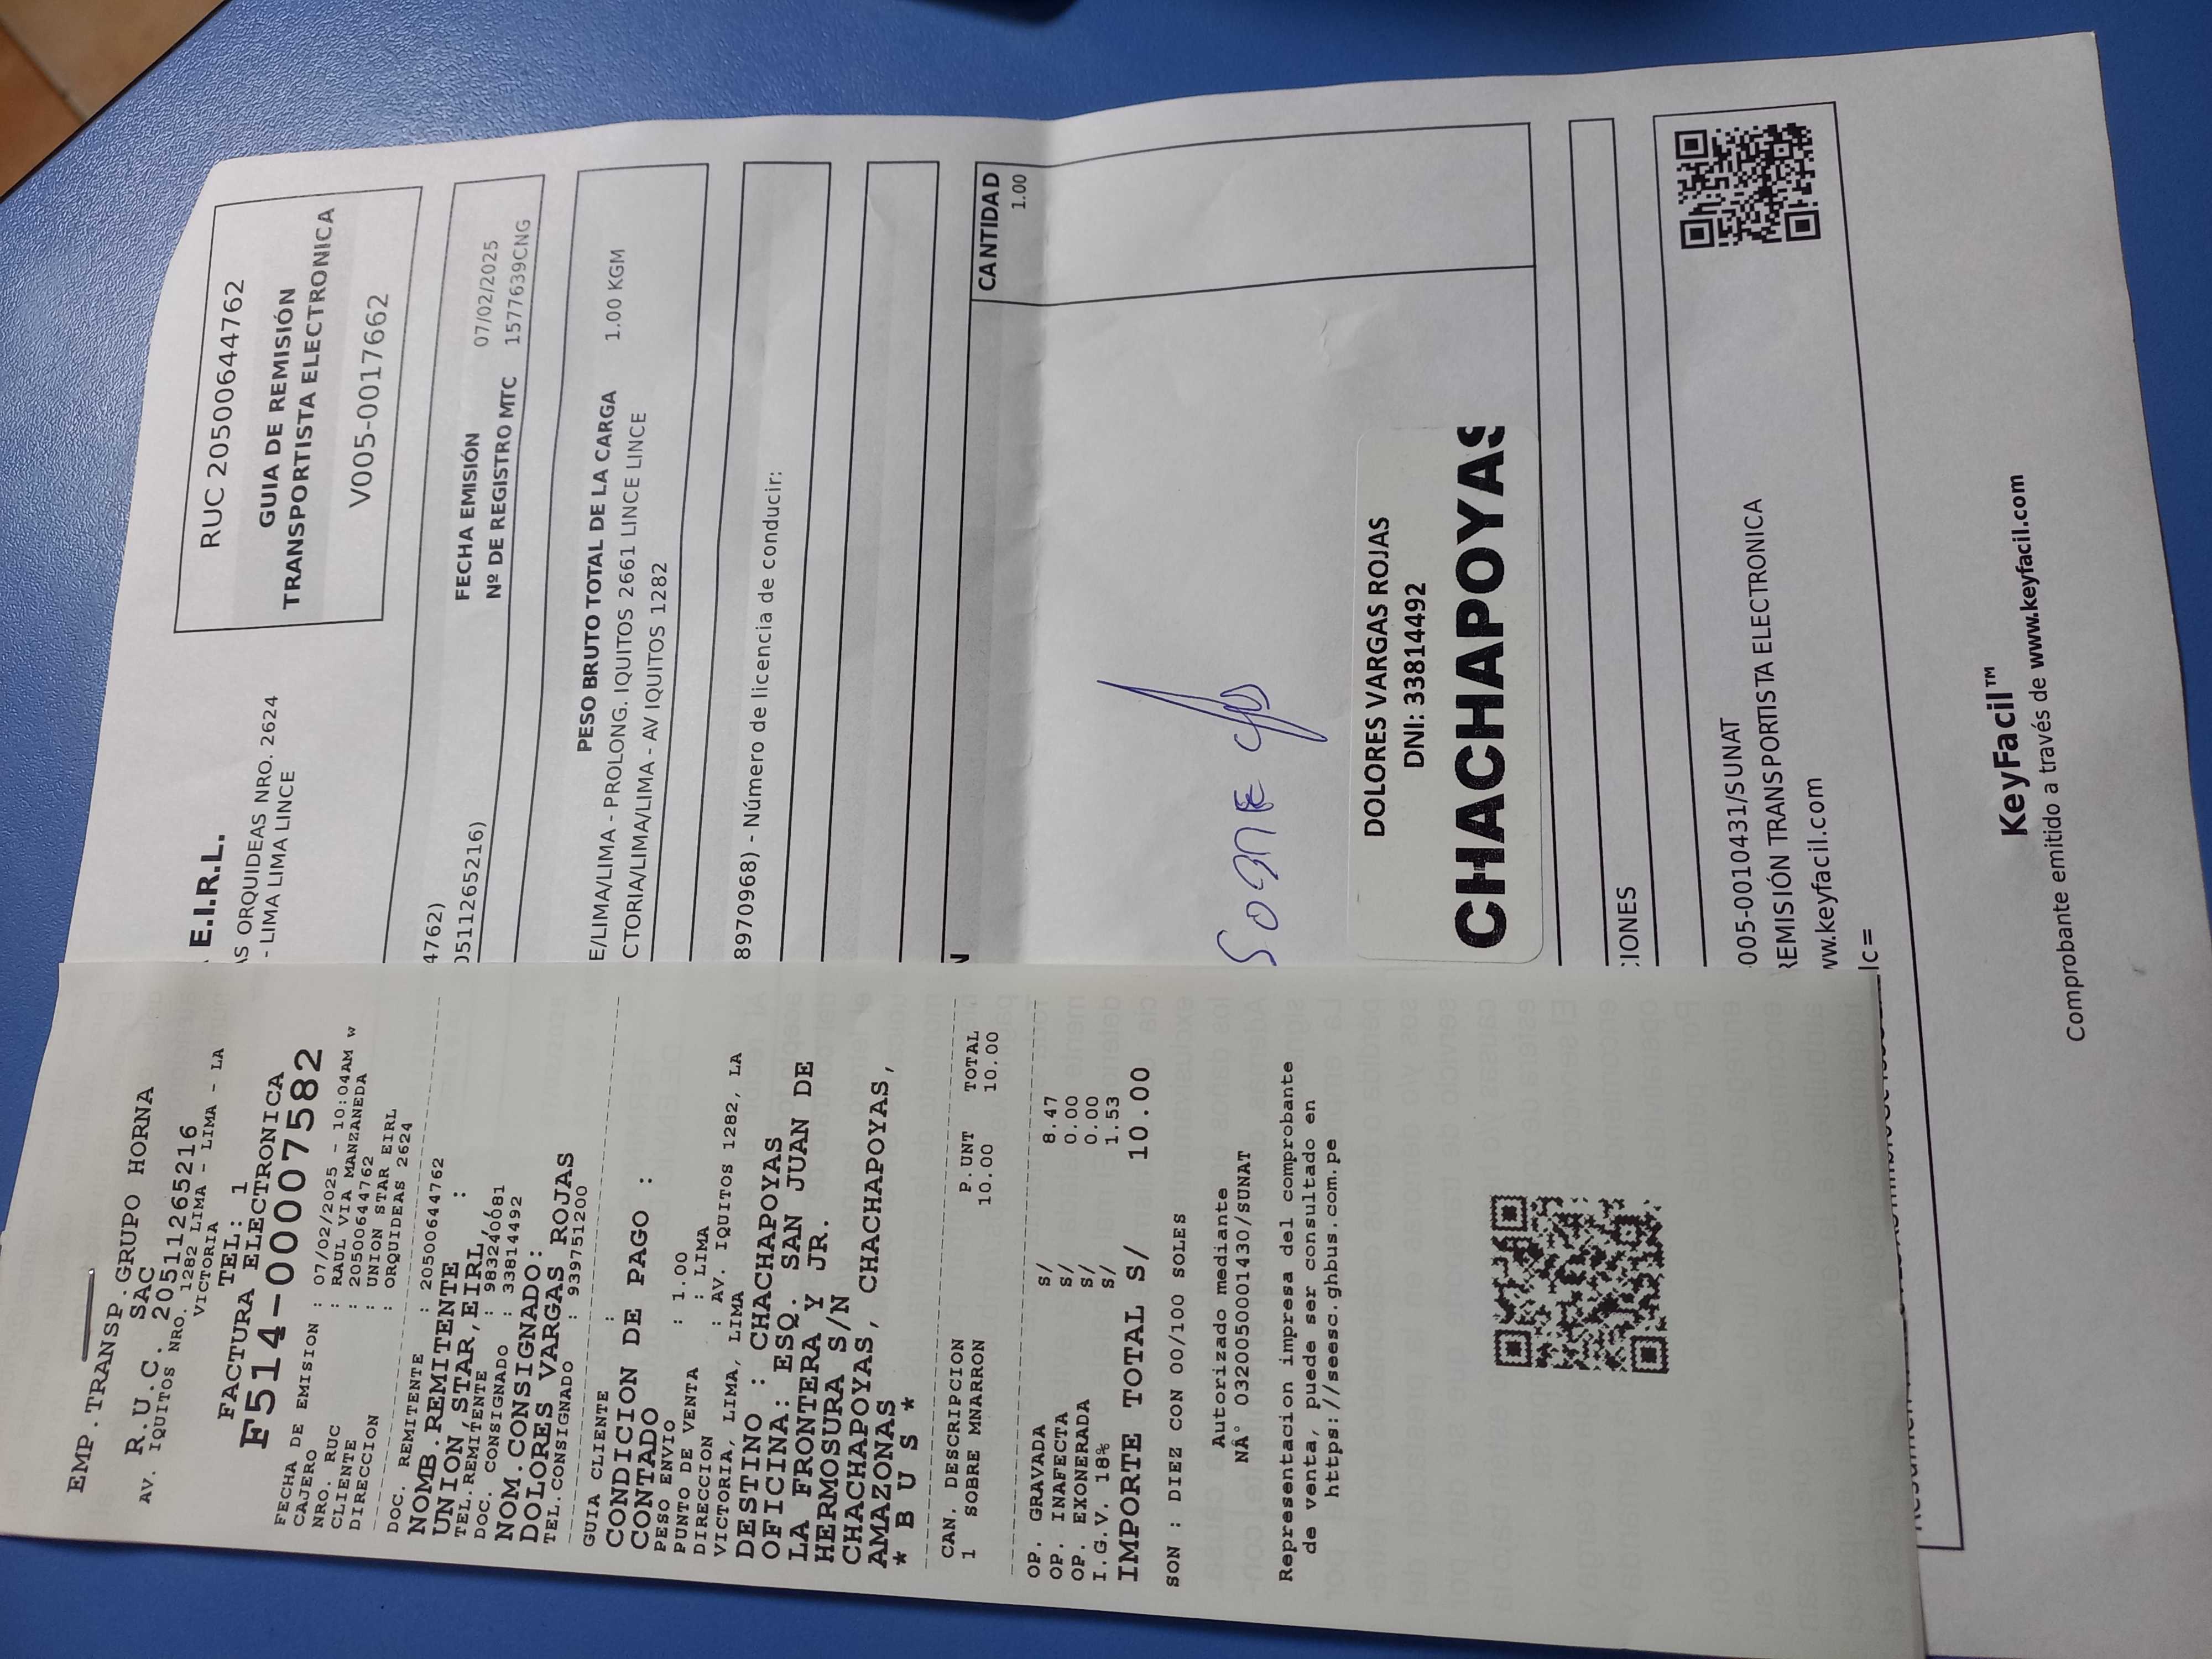 EMP.TRANSP.GRUPO HORNA
SAC
R.U.C. 20511265216
AV. IQUITOS NRO. 1282 LIMA - LIMA - LA
VICTORIA
TEL: 1
FACTURA ELECTRONICA
F514-00007582
FECHA DE EMISION : 07/02/2025 - 10:04AM w
CAJERO : RAUL VIA MANZANEDA
NRO. RUC : 20500644762
CLIENTE : UNION STAR EIRL
DIRECCION : ORQUIDEAS 2624
DOC. REMITENTE : 20500644762
NOMB.REMITENTE :
UNION,STAR,EIRL,
TEL.REMITENTE : 983240081
DOC. CONSIGNADO : 33814492
NOM.CONSIGNADO:
DOLORES VARGAS ROJAS
TEL.CONSIGNADO : 939751200
GUIA CLIENTE :
CONDICION DE PAGO :
CONTADO
PESO ENVIO : 1.00
PUNTO DE VENTA : LIMA
DIRECCION : AV. IQUITOS 1282, LA
VICTORIA, LIMA, LIMA
DESTINO : CHACHAPOYAS
OFICINA: ESQ. SAN JUAN DE
LA FRONTERA Y JR.
HERMOSURA S/N
CHACHAPOYAS, CHACHAPOYAS,
AMAZONAS
* B U S *
CAN. DESCRIPCION P.UNT TOTAL
1 SOBRE MNARRON 10.00 10.00
OP. GRAVADA S/ 8.47
OP. INAFECTA S/ 0.00
OP. EXONERADA S/ 0.00
I.G.V. 18% S/ 1.53
IMPORTE TOTAL S/ 10.00
SON : DIEZ CON 00/100 SOLES
Autorizado mediante
NÂ° 0320050001430/SUNAT
Representacion impresa del comprobante
de venta, puede ser consultado en
https://seesc.ghbus.com.pe
E.I.R.L.
AS ORQUIDEAS NRO. 2624
- LIMA LIMA LINCE
RUC 20500644762
GUIA DE REMISIÓN
TRANSPORTISTA ELECTRONICA
V005-0017662
4762)
0511265216)
FECHA EMISIÓN 07/02/2025
Nº DE REGISTRO MTC 1577639CNG
PESO BRUTO TOTAL DE LA CARGA 1.00 KGM
E/LIMA/LIMA - PROLONG. IQUITOS 2661 LINCE LINCE
CTORIA/LIMA/LIMA - AV IQUITOS 1282
8970968) - Número de licencia de conducir:
N CANTIDAD
1.00
SOBRE
DOLORES VARGAS ROJAS
DNI: 33814492
CHACHAPOYAS
CIONES
005-0010431/SUNAT
REMISIÓN TRANSPORTISTA ELECTRONICA
ww.keyfacil.com
lc=
KeyFacil™
Comprobante emitido a través de www.keyfacil.com